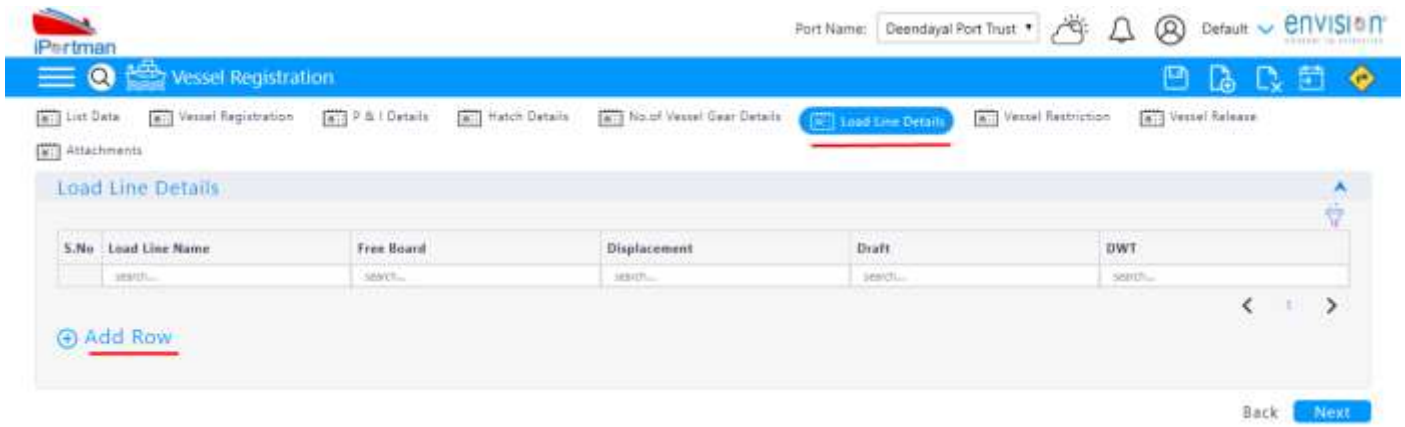 Port Name: Deendayal Port Trust Default envision
iPortman
Vessel Registration
List Data Vessel Registration P & I Details Hatch Details No.of Vessel Gear Details Load Line Details Vessel Restriction Vessel Release
Attachments
Load Line Details
S.No Load Line Name Free Board Displacement Draft DWT
search... search... search... search... search...
1
Add Row
Back Next